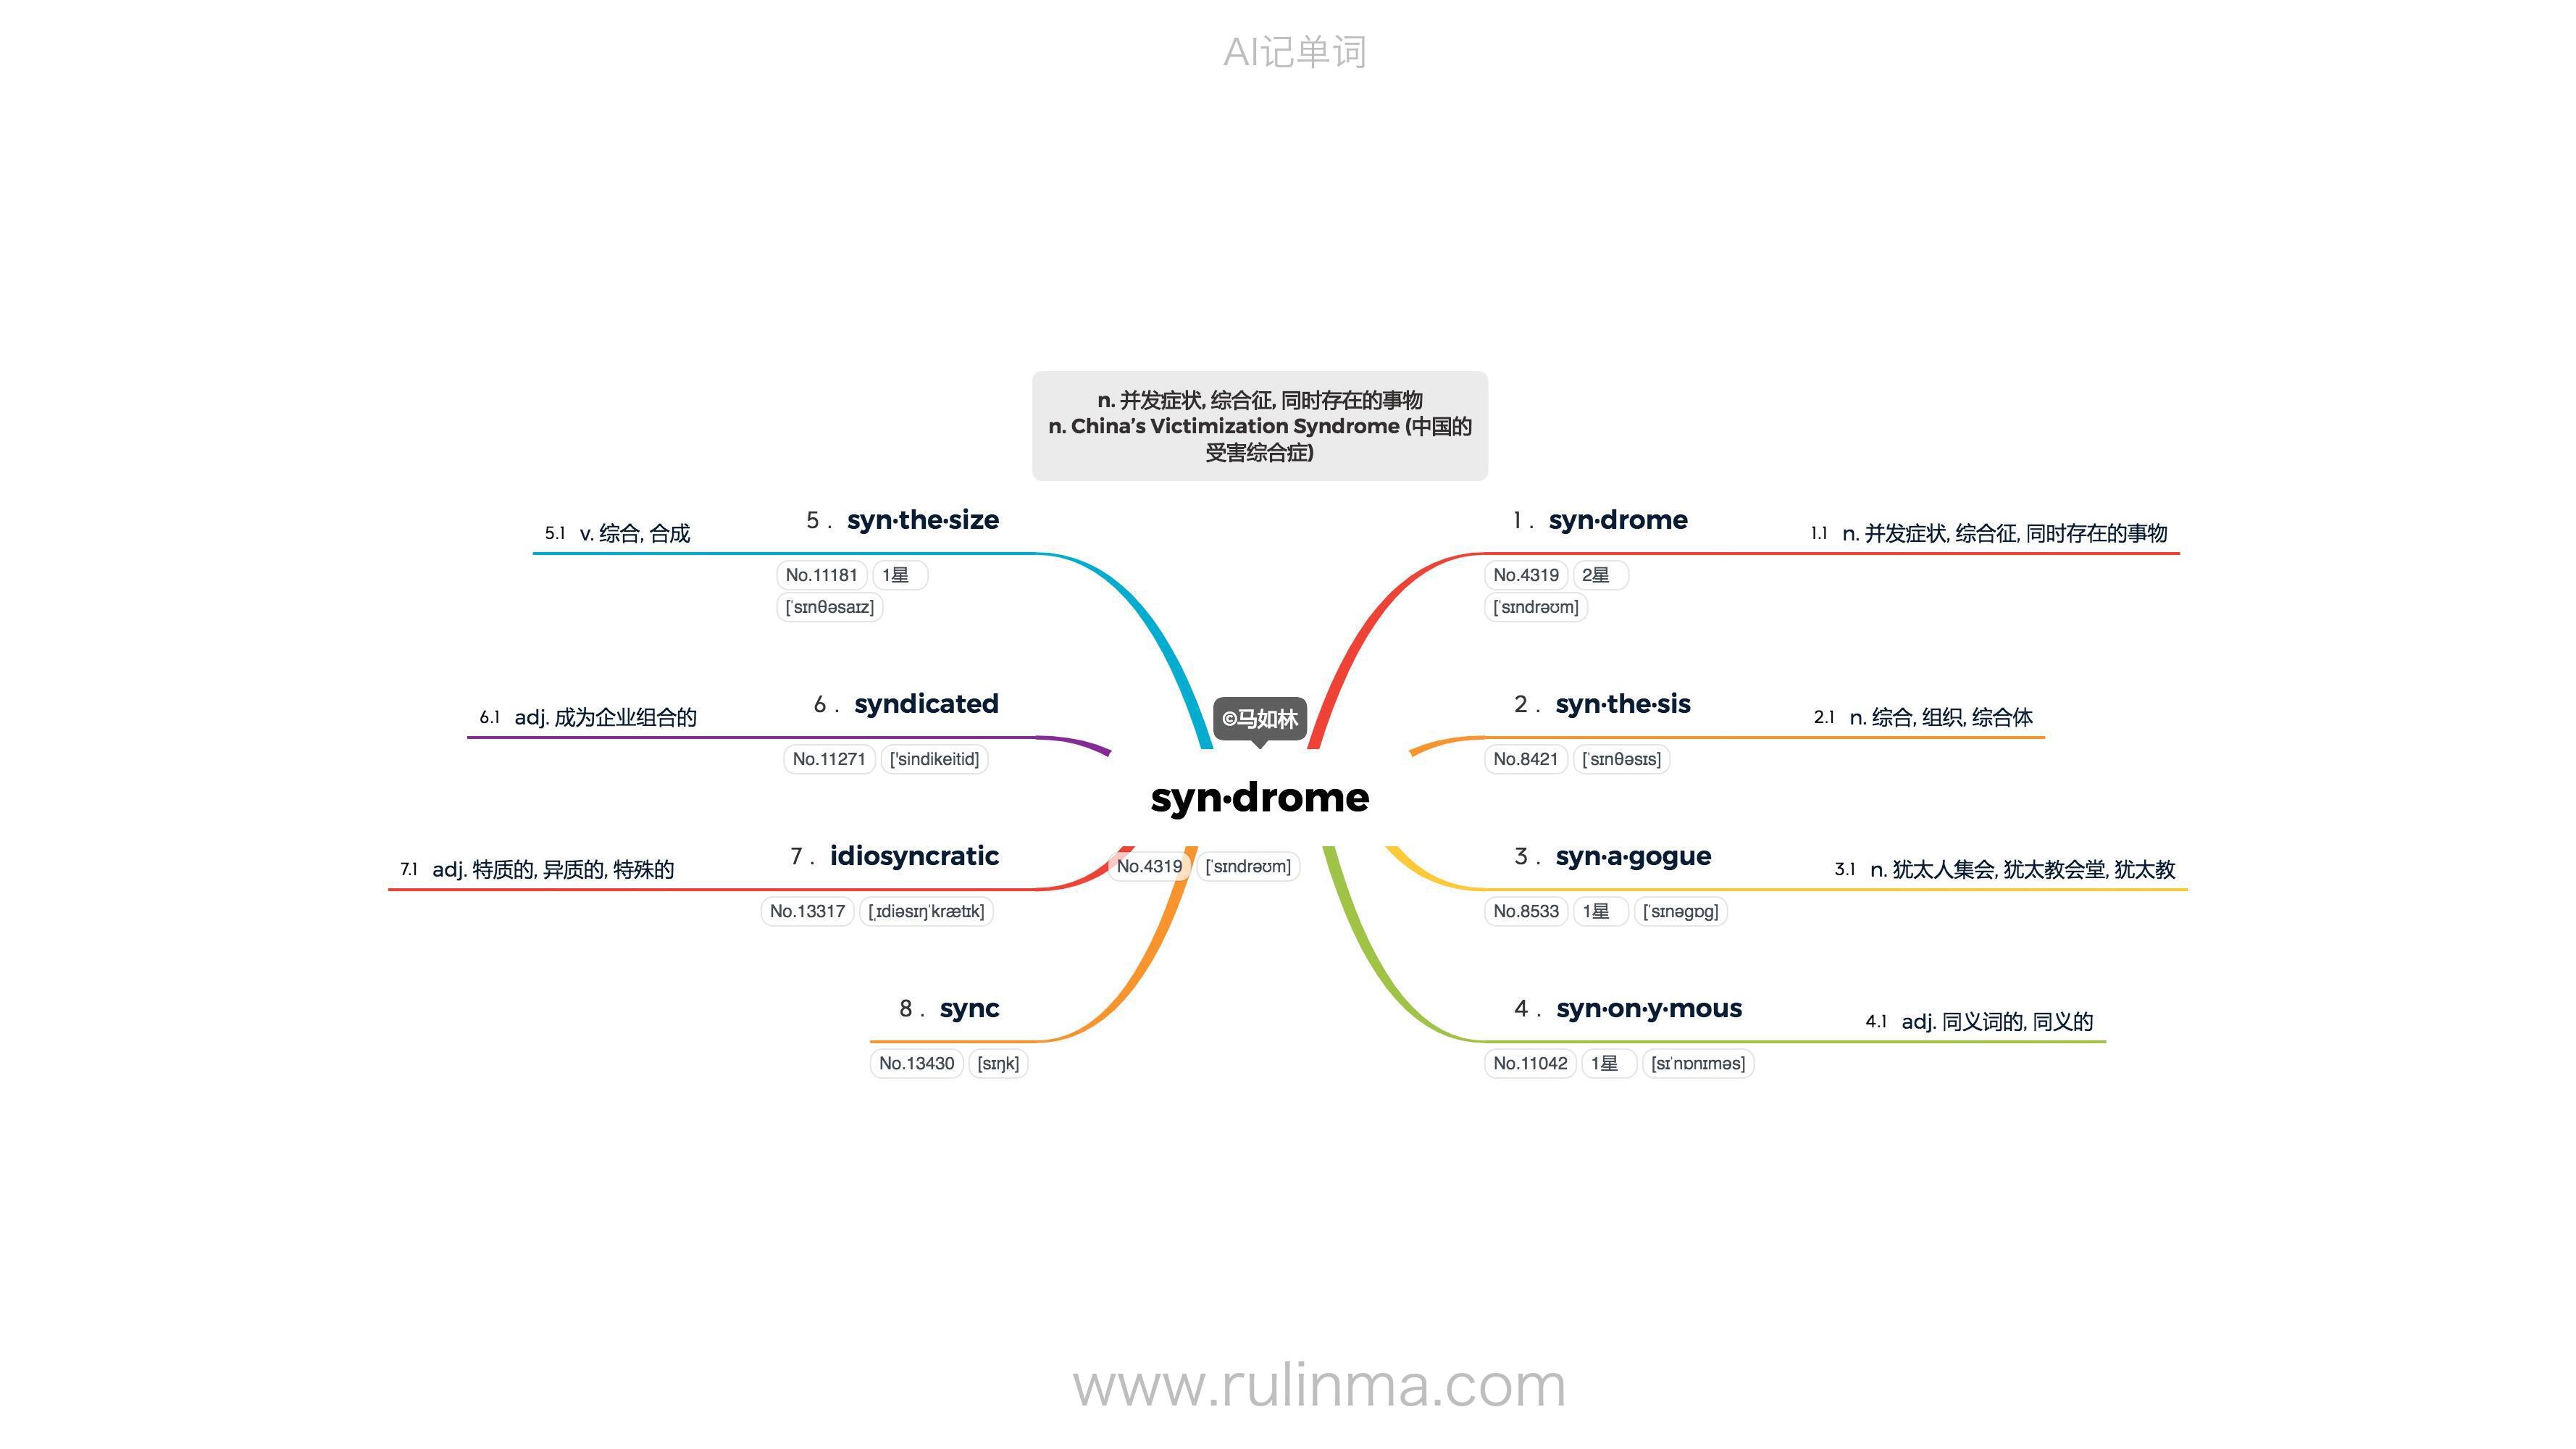 AI记单词
n. 并发症状, 综合征, 同时存在的事物
n. China’s Victimization Syndrome (中国的
受害综合症)
©马如林
syn·drome
No.4319 [ˈsɪndrəʊm]
1 . syn·drome
No.4319 2星
[ˈsɪndrəʊm]
1.1 n. 并发症状, 综合征, 同时存在的事物
2 . syn·the·sis
No.8421 [ˈsɪnθəsɪs]
2.1 n. 综合, 组织, 综合体
3 . syn·a·gogue
No.8533 1星 [ˈsɪnəgɒg]
3.1 n. 犹太人集会, 犹太教会堂, 犹太教
4 . syn·on·y·mous
No.11042 1星 [sɪˈnɒnɪməs]
4.1 adj. 同义词的, 同义的
5 . syn·the·size
No.11181 1星
[ˈsɪnθəsaɪz]
5.1 v. 综合, 合成
6 . syndicated
No.11271 ['sindikeitid]
6.1 adj. 成为企业组合的
7 . idiosyncratic
No.13317 [ˌɪdiəsɪŋˈkrætɪk]
7.1 adj. 特质的, 异质的, 特殊的
8 . sync
No.13430 [sɪŋk]
www.rulinma.com